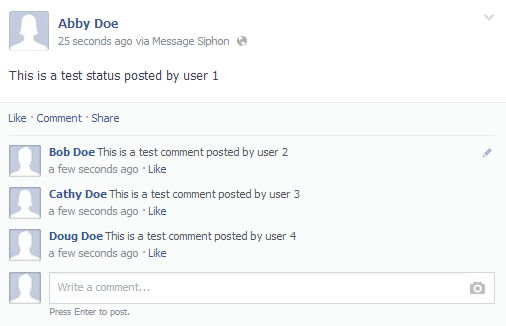 Abby Doe
25 seconds ago via Message Siphon
This is a test status posted by user 1
Like · Comment · Share
Bob Doe This is a test comment posted by user 2
a few seconds ago · Like
Cathy Doe This is a test comment posted by user 3
a few seconds ago · Like
Doug Doe This is a test comment posted by user 4
a few seconds ago · Like
Write a comment...
Press Enter to post.